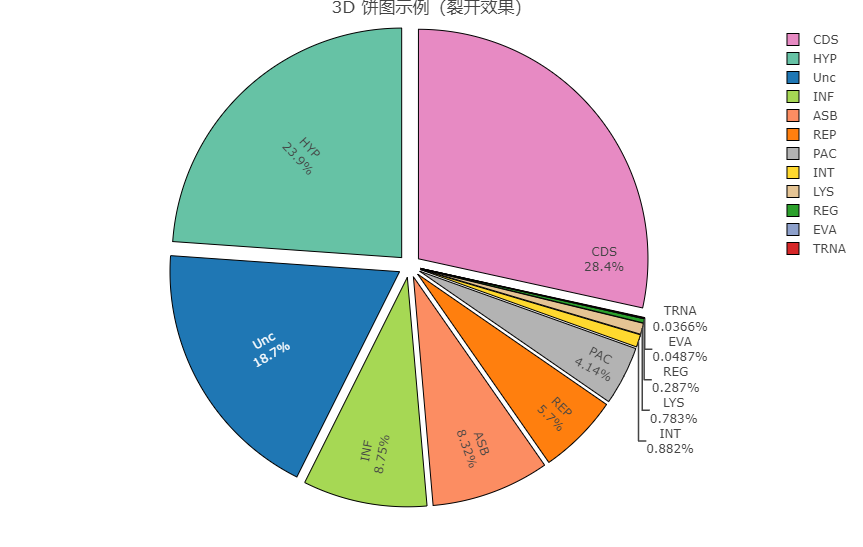 3D 饼图示例（裂开效果）
HYP
23.9%
CDS
28.4%
Unc
18.7%
INF
8.75%
ASB
8.32%
REP
5.7%
PAC
4.14%
TRNA
0.0366%
EVA
0.0487%
REG
0.287%
LYS
0.783%
INT
0.882%
CDS
HYP
Unc
INF
ASB
REP
PAC
INT
LYS
REG
EVA
TRNA